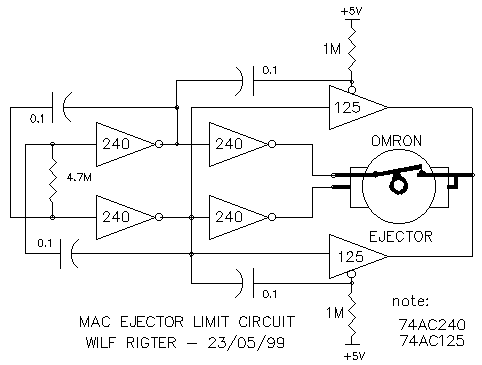 +5V
1M
0.1
0.1
125
OMRON
240
240
4.7M
240
240
EJECTOR
0.1
125
0.1
note:
1M
74AC240
MAC EJECTOR LIMIT CIRCUIT
74AC125
WILF RIGTER - 23/05/99
+5V